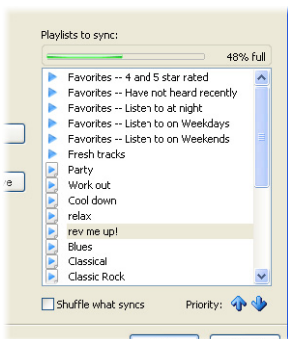 Playlists to sync:
48% full
Favorites -- 4 and 5 star rated
Favorites -- Have not heard recently
Favorites -- Listen to at night
Favorites -- Listen to on Weekdays
Favorites -- Listen to on Weekends
Fresh tracks
Party
Work out
Cool down
relax
rev me up!
Blues
Classical
Classic Rock
Shuffle what syncs
Priority: